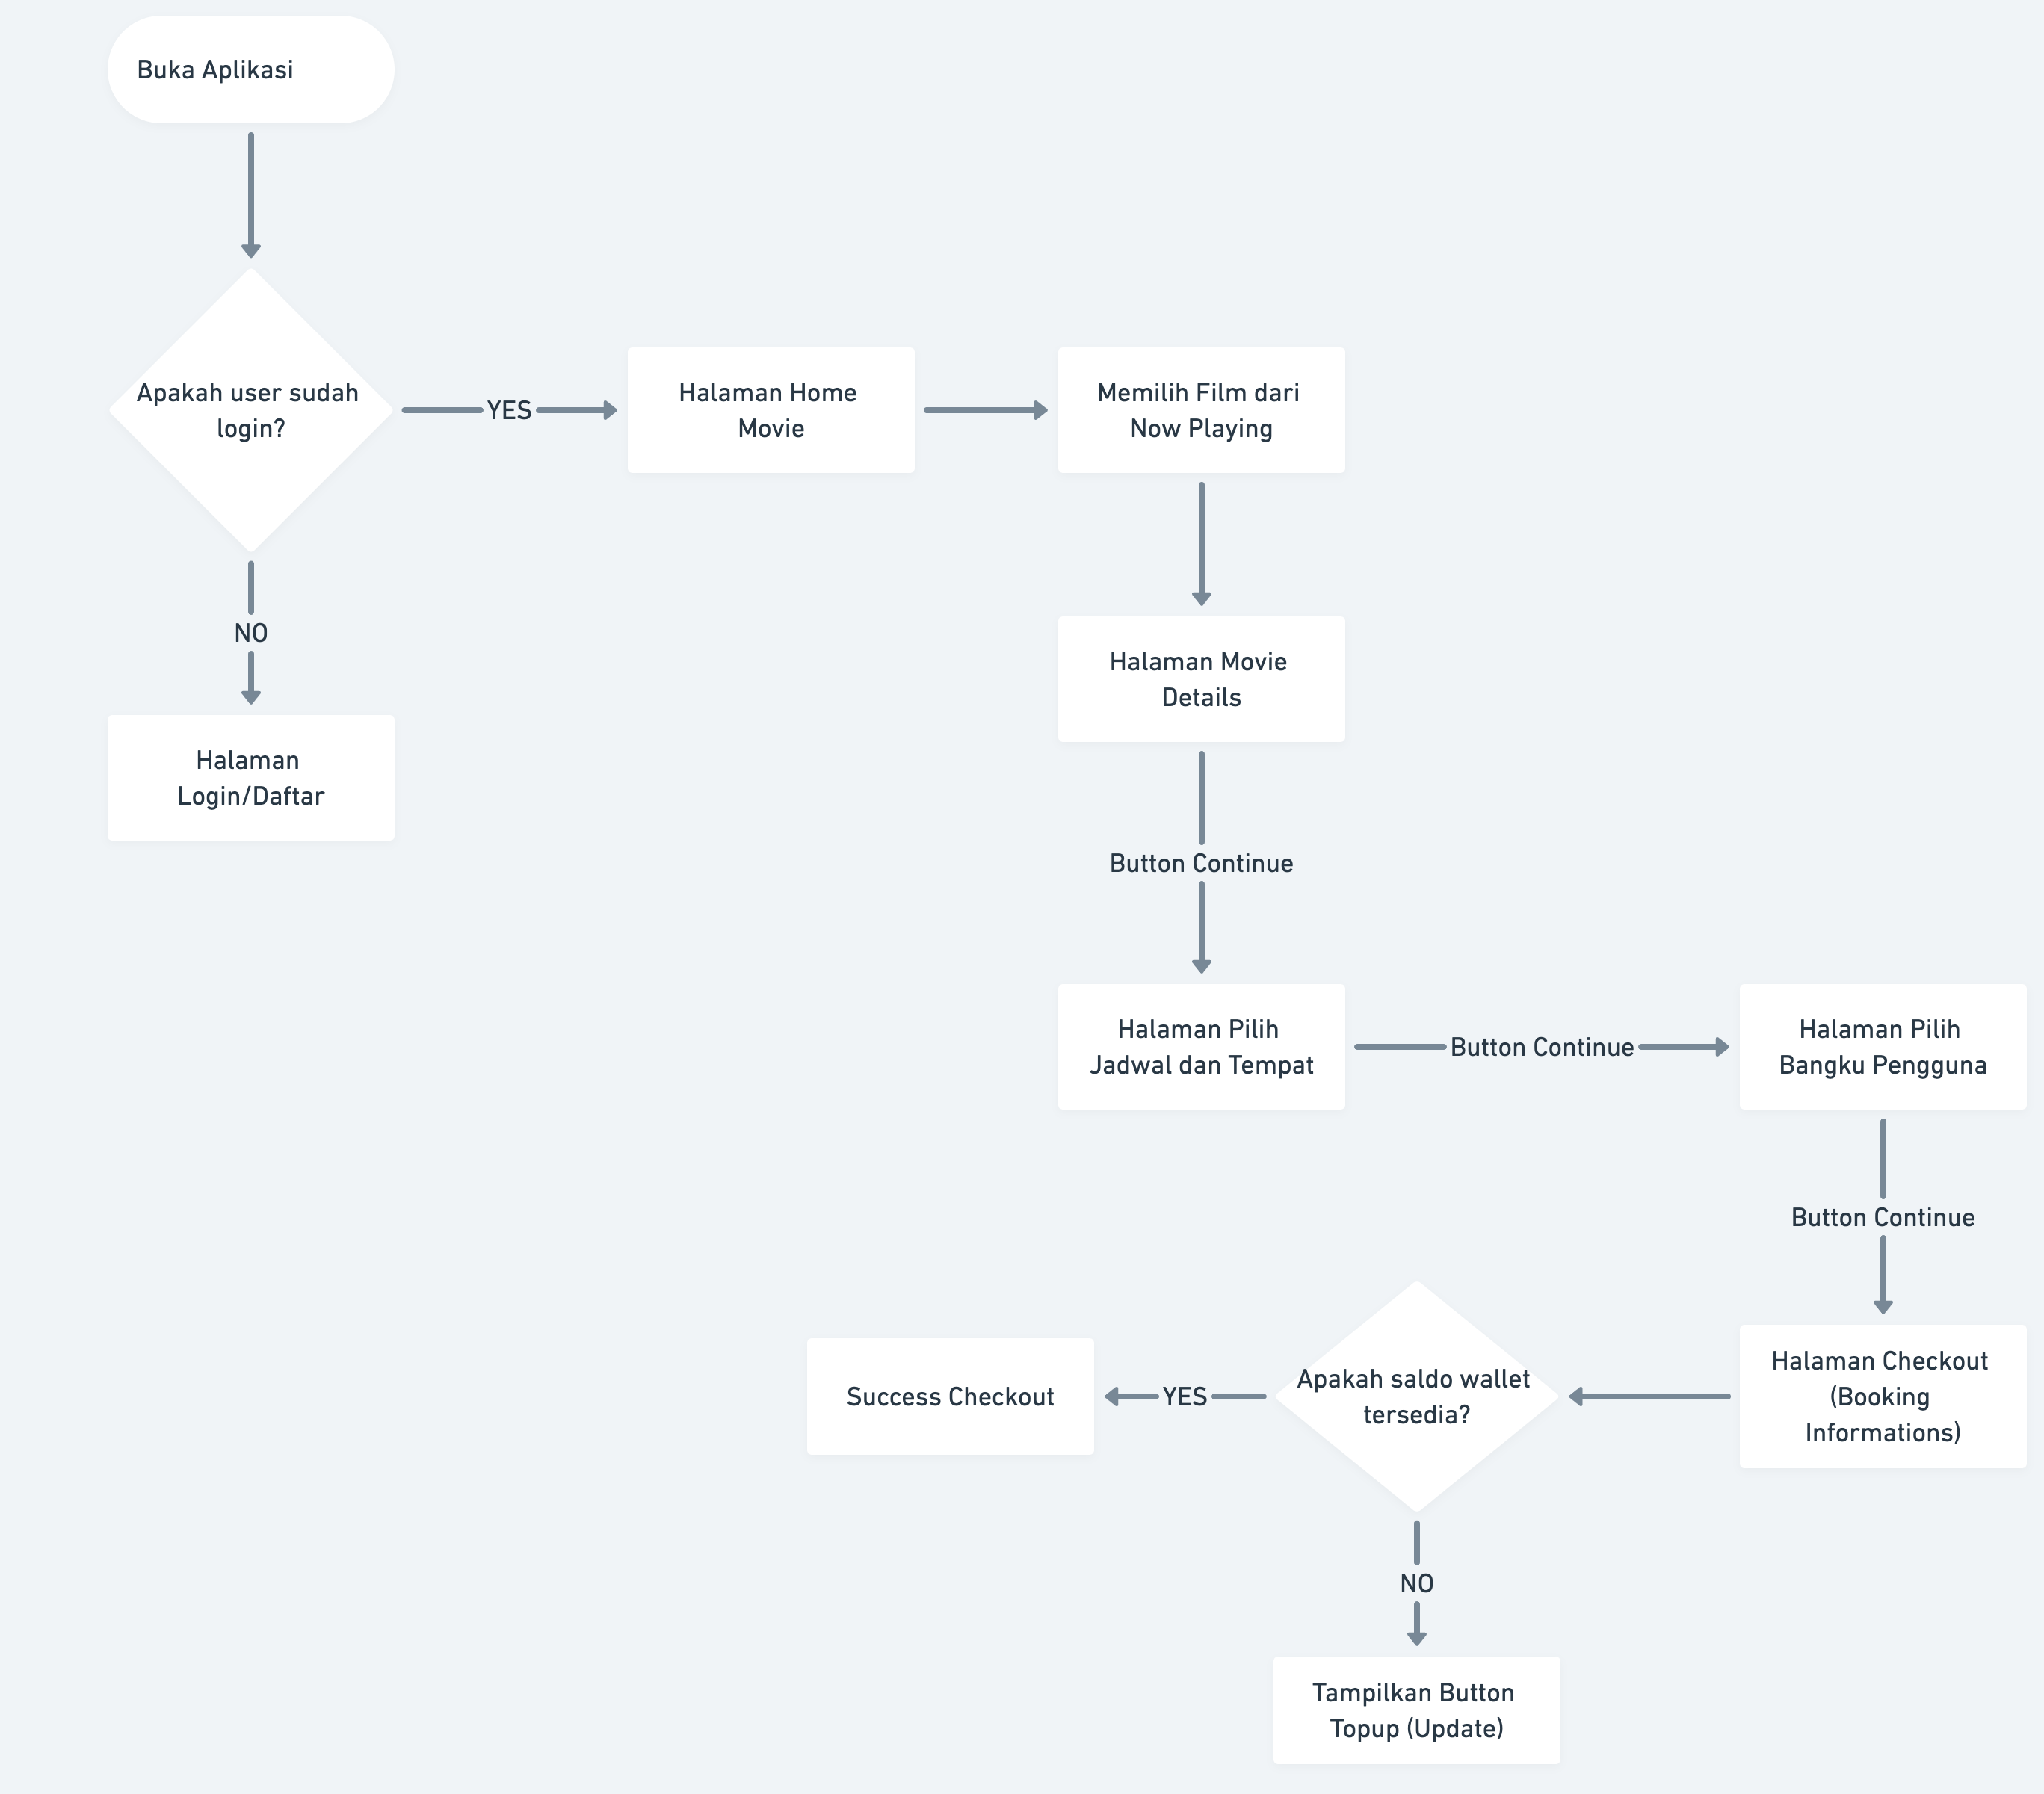 Buka Aplikasi
Apakah user sudah
login?
YES
Halaman Home
Movie
Memilih Film dari
Now Playing
NO
Halaman
Login/Daftar
Halaman Movie
Details
Button Continue
Halaman Pilih
Jadwal dan Tempat
Button Continue
Halaman Pilih
Bangku Pengguna
Button Continue
Halaman Checkout
(Booking
Informations)
Apakah saldo wallet
tersedia?
YES
Success Checkout
NO
Tampilkan Button
Topup (Update)